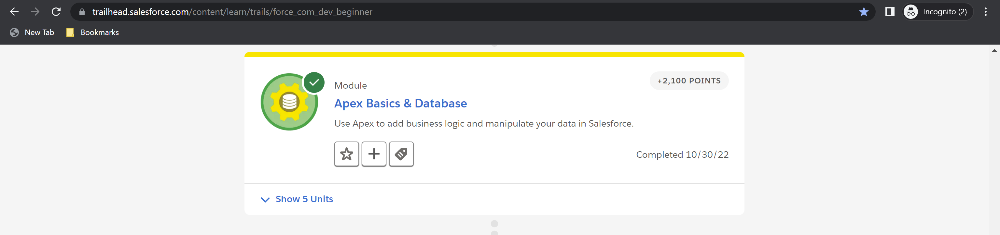 trailhead.salesforce.com/content/learn/trails/force_com_dev_beginner
Incognito (2)
New Tab
Bookmarks
+2,100 POINTS
Module
Apex Basics & Database
Use Apex to add business logic and manipulate your data in Salesforce.
Completed 10/30/22
Show 5 Units